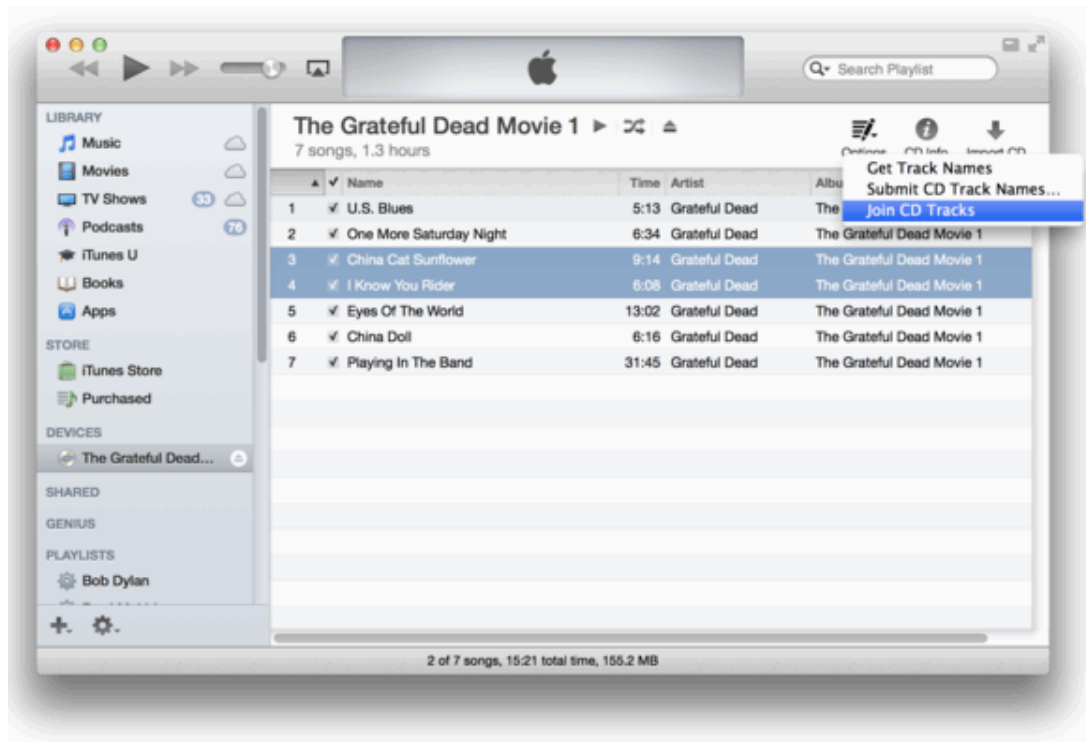 Search Playlist
LIBRARY
Music
Movies
TV Shows 33
Podcasts 76
iTunes U
Books
Apps
STORE
iTunes Store
Purchased
DEVICES
The Grateful Dead...
SHARED
GENIUS
PLAYLISTS
Bob Dylan
The Grateful Dead Movie 1
7 songs, 1.3 hours
Options CD Info Import CD
Get Track Names
Submit CD Track Names...
Join CD Tracks
Name Time Artist Albu
1 U.S. Blues 5:13 Grateful Dead The
2 One More Saturday Night 6:34 Grateful Dead The Grateful Dead Movie 1
3 China Cat Sunflower 9:14 Grateful Dead The Grateful Dead Movie 1
4 I Know You Rider 6:08 Grateful Dead The Grateful Dead Movie 1
5 Eyes Of The World 13:02 Grateful Dead The Grateful Dead Movie 1
6 China Doll 6:16 Grateful Dead The Grateful Dead Movie 1
7 Playing In The Band 31:45 Grateful Dead The Grateful Dead Movie 1
2 of 7 songs, 15:21 total time, 155.2 MB